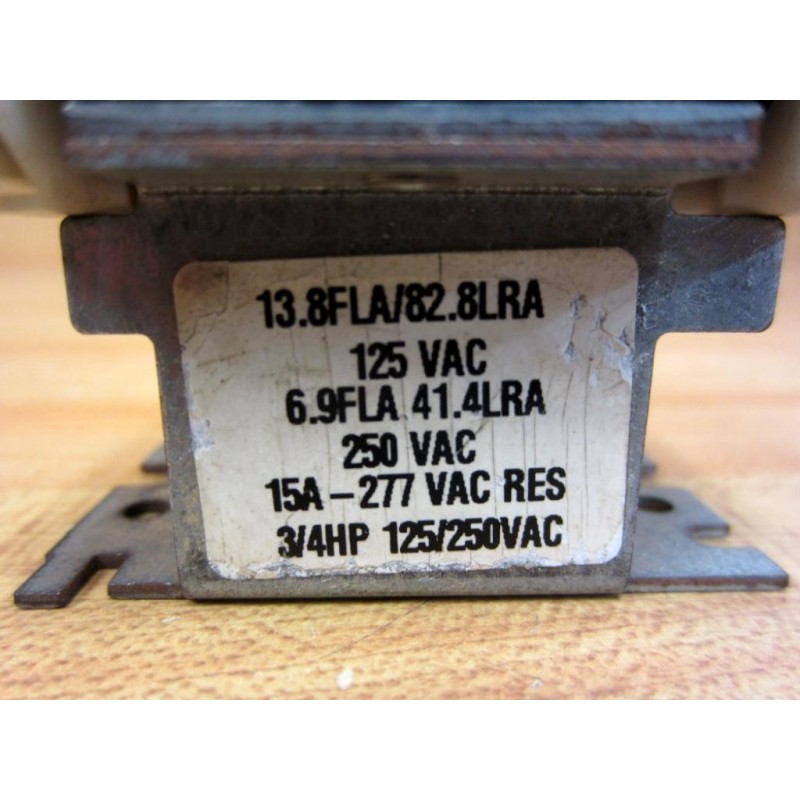 13.8FLA/82.8LRA
125 VAC
6.9FLA 41.4LRA
250 VAC
15A-277 VAC RES
3/4HP 125/250VAC